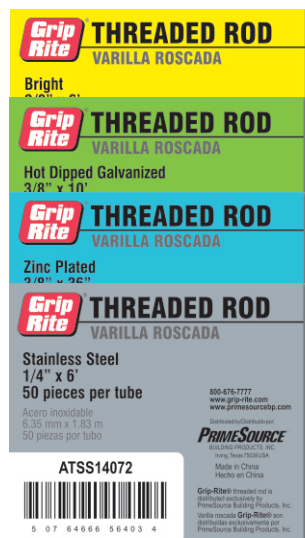 Grip Rite®
THREADED ROD
VARILLA ROSCADA
Bright
Grip Rite®
THREADED ROD
VARILLA ROSCADA
Hot Dipped Galvanized
3/8" x 10'
Grip Rite®
THREADED ROD
VARILLA ROSCADA
Zinc Plated
3/8" x 36"
Grip Rite®
THREADED ROD
VARILLA ROSCADA
Stainless Steel
1/4" x 6'
50 pieces per tube
Acero inoxidable
6.35 mm x 1.83 m
50 piezas por tubo
800-676-7777
www.grip-rite.com
www.primesourcebp.com
Distributed by/Distribuido por
PRIMESOURCE
BUILDING PRODUCTS, INC.
Irving, Texas 75038 USA
Made in China
Hecho en China
Grip-Rite® threaded rod is
distributed exclusively by
PrimeSource Building Products, Inc.
Varilla roscada Grip-Rite® son
distribuidas exclusivamente por
PrimeSource Building Products, Inc.
ATSS14072
5 07 64666 56403 4